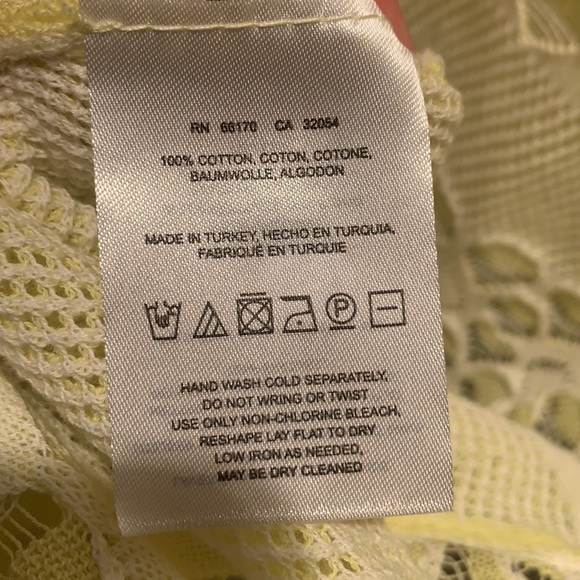 RN 66170 CA 32054
100% COTTON, COTON, COTONE,
BAUMWOLLE, ALGODON
MADE IN TURKEY, HECHO EN TURQUIA,
FABRIQUÉ EN TURQUIE
P
HAND WASH COLD SEPARATELY,
DO NOT WRING OR TWIST
USE ONLY NON-CHLORINE BLEACH,
RESHAPE LAY FLAT TO DRY
LOW IRON AS NEEDED,
MAY BE DRY CLEANED